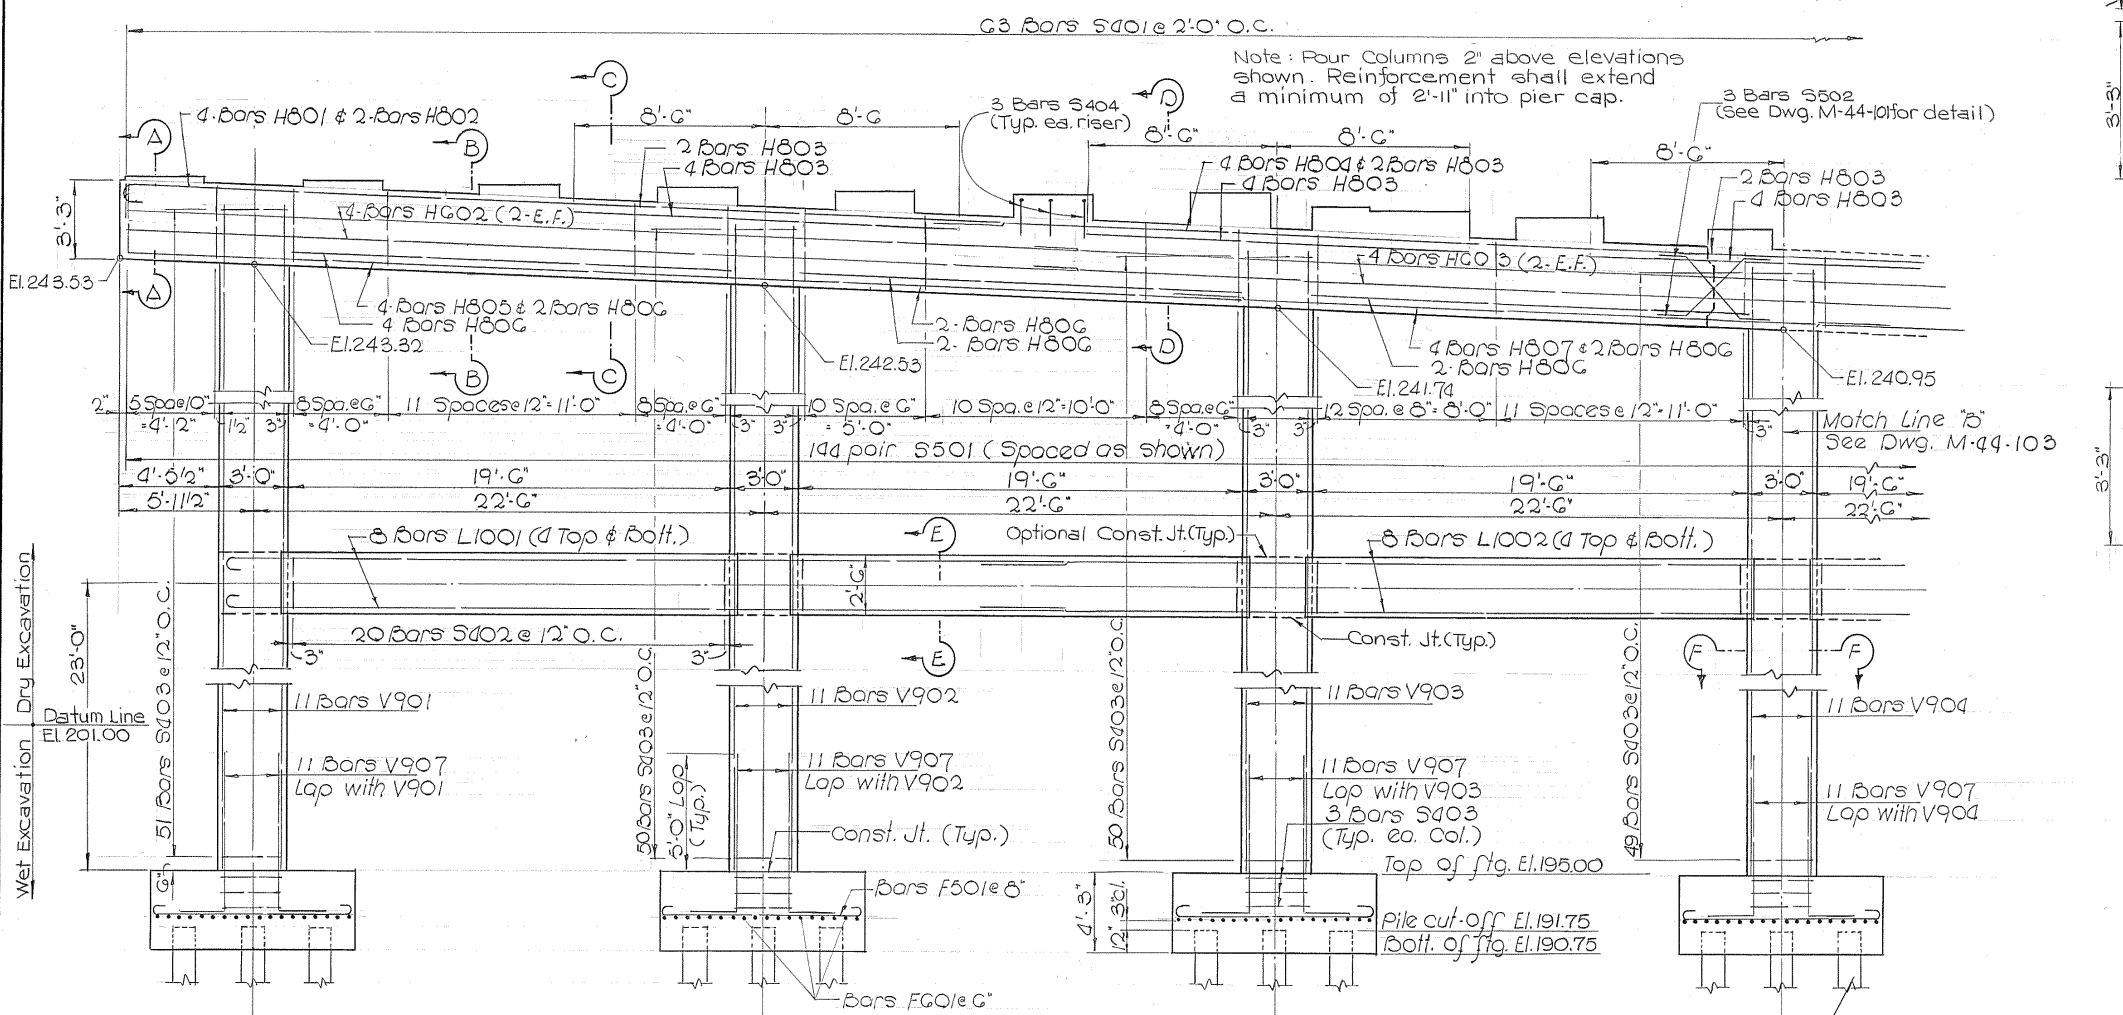 63 Bars S401 @ 2'-0" O.C.
Note: Pour Columns 2" above elevations
shown. Reinforcement shall extend
a minimum of 2'-11" into pier cap.
3'-3"
C
D
3 Bars S404
(Typ. ea. riser)
3 Bars S502
(See Dwg. M-44-101 for detail)
4-Bars H801 & 2-Bars H802
8'-6"
8'-6
8'-6"
8'-6"
8'-6"
A
B
2 Bars H803
4 Bars H803
4 Bars H804 & 2 Bars H803
4 Bars H803
2 Bars H803
4 Bars H803
3'-3"
4-Bars H602 (2-E.F.)
4 Bars H603 (2-E.F.)
El. 243.53
A
4-Bars H805 & 2 Bars H806
4 Bars H806
El. 243.32
2-Bars H806
2- Bars H806
D
4 Bars H807 & 2 Bars H806
2-Bars H806
B
C
El. 242.53
El. 241.74
El. 240.95
2"
5 Spa @ 10"
=4'-12"
1'2"
3"
8 Spa. @ 6"
=4'-0"
11 Spaces @ 12"=11'-0"
8 Spa. @ 6"
=4'-0"
3"
3"
10 Spa. @ 6"
=5'-0"
10 Spa. @ 12"=10'-0"
8 Spa. @ 6"
=4'-0"
3"
3"
12 Spa. @ 8"=8'-0"
11 Spaces @ 12"=11'-0"
3"
Match Line "B"
See Dwg. M-44-103
144 pair S501 (Spaced as shown)
3'-3"
4'-5 1/2"
3'-0"
19'-6"
3'-0"
19'-6"
3'-0"
19'-6"
3'-0"
19'-6"
5'-11 1/2"
22'-6"
22'-6"
22'-6"
22'-6"
8 Bars L1001 (4 Top & Bott.)
E
Optional Const. Jt. (Typ.)
8 Bars L1002 (4 Top & Bott.)
2'-6"
Dry Excavation
23'-0"
20 Bars S402 @ 12" O.C.
3"
3"
E
Const. Jt. (Typ.)
F
F
51 Bars S403 @ 12" O.C.
50 Bars S403 @ 12" O.C.
50 Bars S403 @ 12" O.C.
49 Bars S403 @ 12" O.C.
11 Bars V901
11 Bars V902
11 Bars V903
11 Bars V904
Datum Line
El. 201.00
Wet Excavation
11 Bars V907
Lap with V901
5'-0" Lap
(Typ.)
11 Bars V907
Lap with V902
11 Bars V907
Lap with V903
11 Bars V907
Lap with V904
Const. Jt. (Typ.)
3 Bars S403
(Typ. ea. Col.)
Top of ftg. El. 195.00
6"
Bars F501 @ 8"
4'-3"
12"
3"cl.
Pile cut-off El. 191.75
Bott. of ftg. El. 190.75
Bars F601 @ 6"